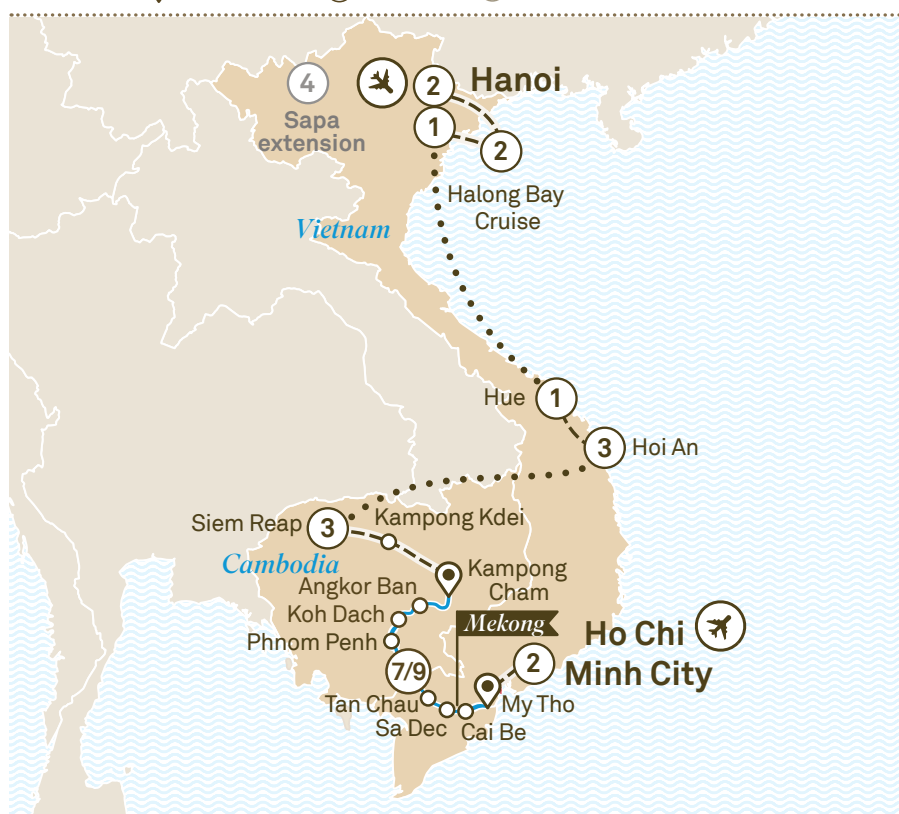 2
Hanoi
4
Sapa
extension
1
2
Halong Bay
Cruise
Vietnam
Hue
1
3
Hoi An
Siem Reap
3
Kampong Kdei
Cambodia
Kampong
Cham
Angkor Ban
Koh Dach
Phnom Penh
Mekong
Ho Chi
Minh City
2
7/9
Tan Chau
My Tho
Sa Dec
Cai Be